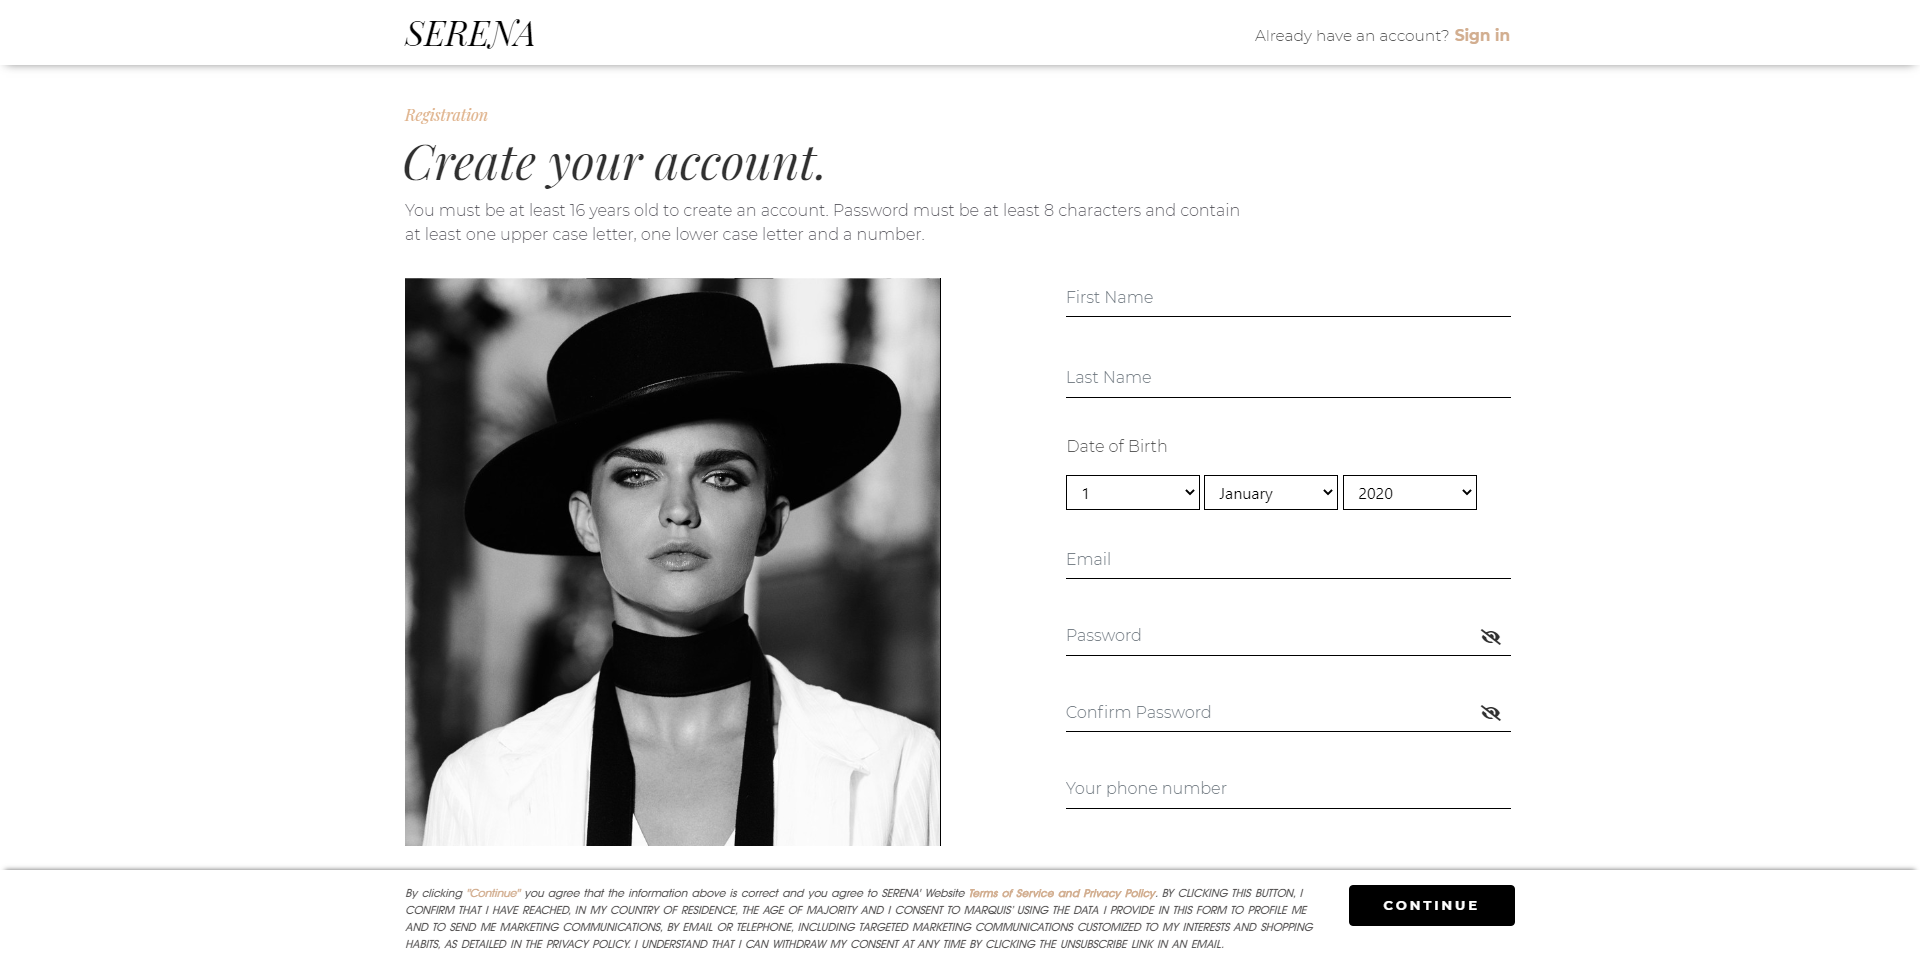 SERENA
Already have an account? Sign in
Registration
Create your account.
You must be at least 16 years old to create an account. Password must be at least 8 characters and contain
at least one upper case letter, one lower case letter and a number.
First Name
Last Name
Date of Birth
1 January 2020
Email
Password
Confirm Password
Your phone number
By clicking "Continue" you agree that the information above is correct and you agree to SERENA' Website Terms of Service and Privacy Policy. BY CLICKING THIS BUTTON, I
CONFIRM THAT I HAVE REACHED, IN MY COUNTRY OF RESIDENCE, THE AGE OF MAJORITY AND I CONSENT TO MARQUIS' USING THE DATA I PROVIDE IN THIS FORM TO PROFILE ME
AND TO SEND ME MARKETING COMMUNICATIONS, BY EMAIL OR TELEPHONE, INCLUDING TARGETED MARKETING COMMUNICATIONS CUSTOMIZED TO MY INTERESTS AND SHOPPING
HABITS, AS DETAILED IN THE PRIVACY POLICY. I UNDERSTAND THAT I CAN WITHDRAW MY CONSENT AT ANY TIME BY CLICKING THE UNSUBSCRIBE LINK IN AN EMAIL.
CONTINUE